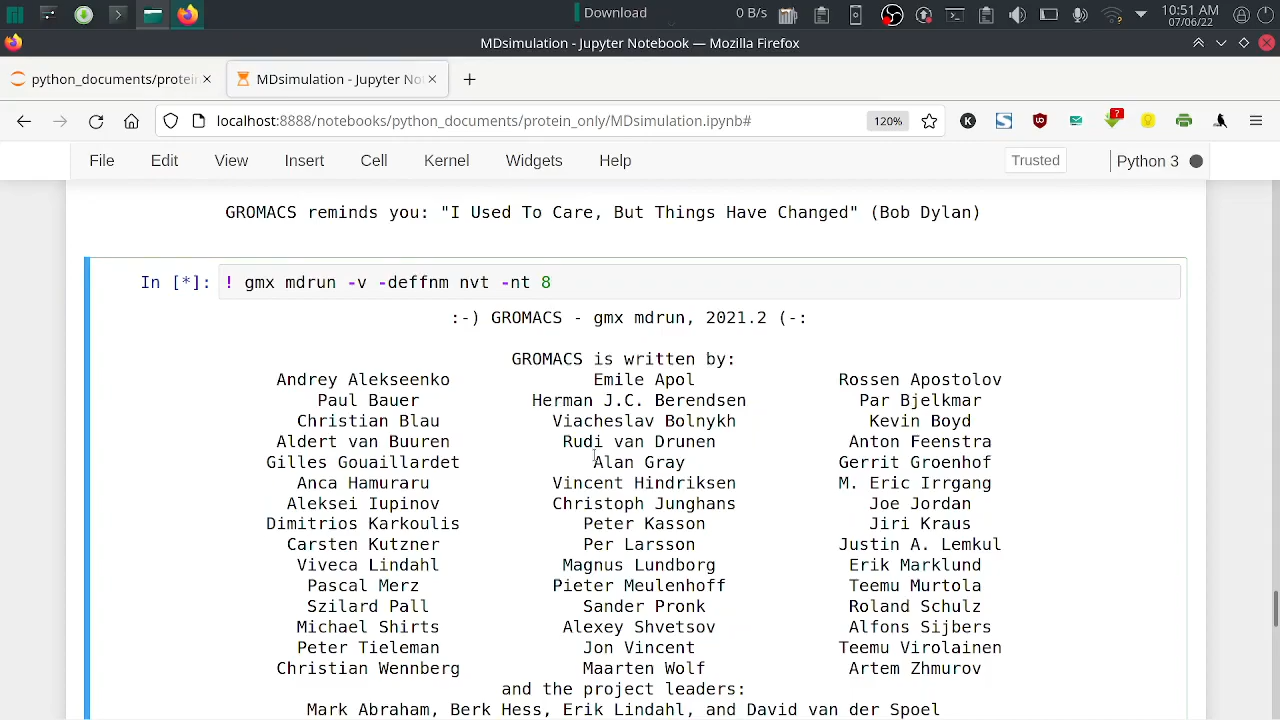 Download
0 B/s
10:51 AM
07/06/22
MDsimulation - Jupyter Notebook — Mozilla Firefox
python_documents/protei
MDsimulation - Jupyter No
localhost:8888/notebooks/python_documents/protein_only/MDsimulation.ipynb#
120%
K
S
?
File Edit View Insert Cell Kernel Widgets Help
Trusted
Python 3
GROMACS reminds you: "I Used To Care, But Things Have Changed" (Bob Dylan)
In [*]: ! gmx mdrun -v -deffnm nvt -nt 8
:-) GROMACS - gmx mdrun, 2021.2 (-:
GROMACS is written by:
Andrey Alekseenko Emile Apol Rossen Apostolov
Paul Bauer Herman J.C. Berendsen Par Bjelkmar
Christian Blau Viacheslav Bolnykh Kevin Boyd
Aldert van Buuren Rudi van Drunen Anton Feenstra
Gilles Gouaillardet Alan Gray Gerrit Groenhof
Anca Hamuraru Vincent Hindriksen M. Eric Irrgang
Aleksei Iupinov Christoph Junghans Joe Jordan
Dimitrios Karkoulis Peter Kasson Jiri Kraus
Carsten Kutzner Per Larsson Justin A. Lemkul
Viveca Lindahl Magnus Lundborg Erik Marklund
Pascal Merz Pieter Meulenhoff Teemu Murtola
Szilard Pall Sander Pronk Roland Schulz
Michael Shirts Alexey Shvetsov Alfons Sijbers
Peter Tieleman Jon Vincent Teemu Virolainen
Christian Wennberg Maarten Wolf Artem Zhmurov
and the project leaders:
Mark Abraham, Berk Hess, Erik Lindahl, and David van der Spoel